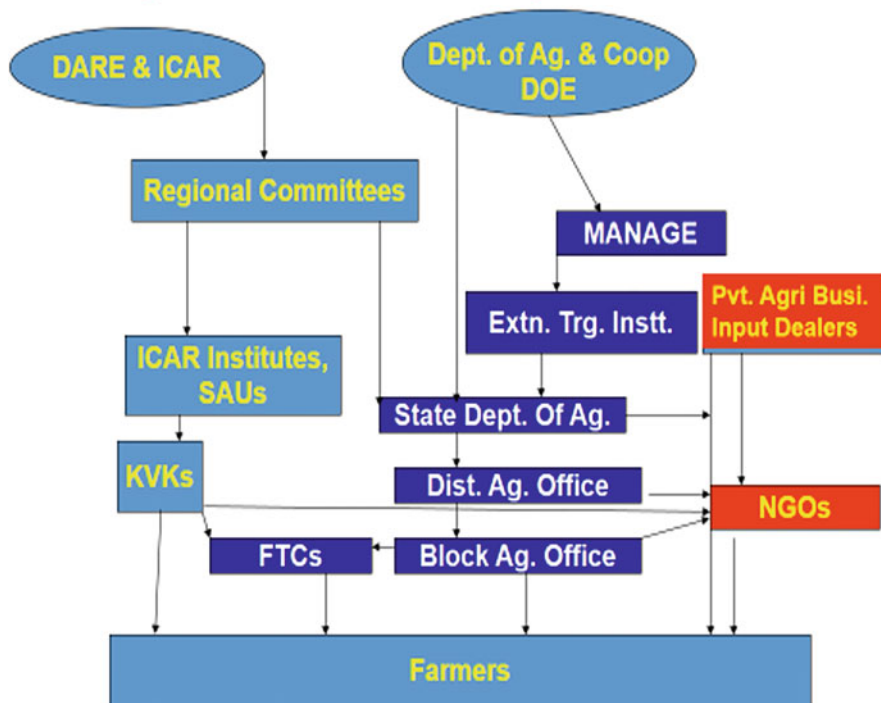 DARE & ICAR
Dept. of Ag. & Coop
DOE
Regional Committees
MANAGE
Extn. Trg. Instt.
Pvt. Agri Busi.
Input Dealers
ICAR Institutes,
SAUs
State Dept. Of Ag.
KVKs
Dist. Ag. Office
NGOs
FTCs
Block Ag. Office
Farmers